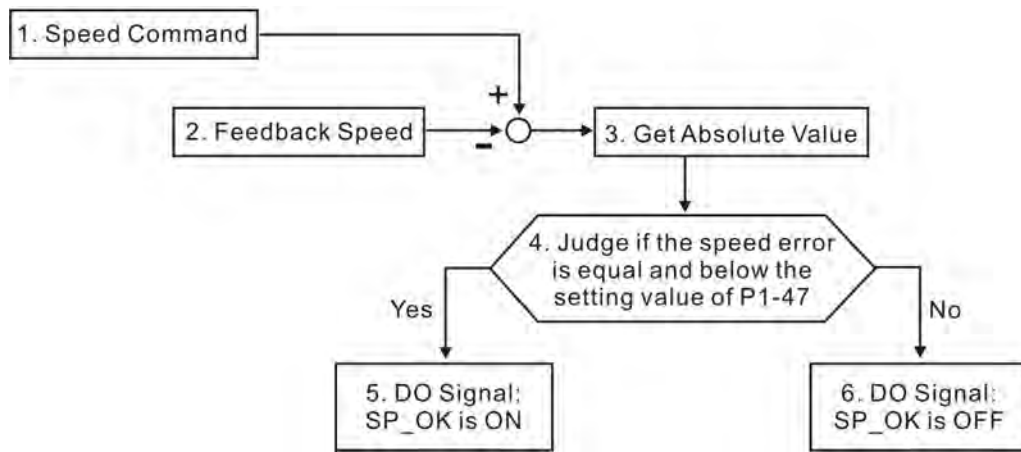 1. Speed Command
+
2. Feedback Speed
-
3. Get Absolute Value
4. Judge if the speed error
is equal and below the
setting value of P1-47
Yes
No
5. DO Signal:
SP_OK is ON
6. DO Signal:
SP_OK is OFF